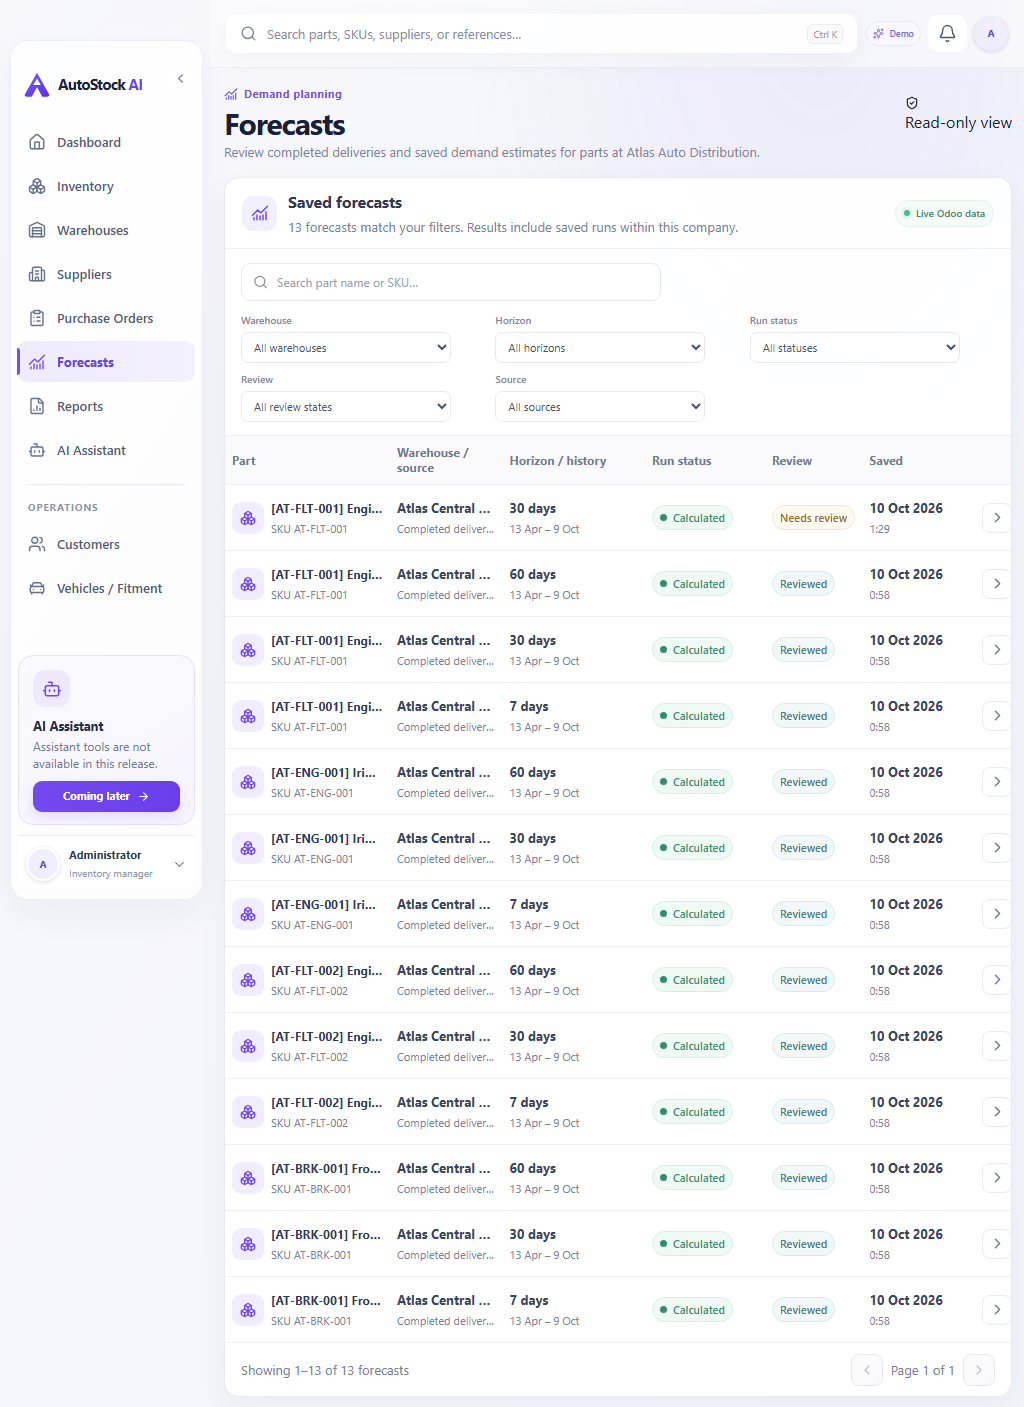 Search parts, SKUs, suppliers, or references...
Ctrl K
Demo
A
AutoStock AI
Dashboard
Inventory
Warehouses
Suppliers
Purchase Orders
Forecasts
Reports
AI Assistant
OPERATIONS
Customers
Vehicles / Fitment
AI Assistant
Assistant tools are not
available in this release.
Coming later
A
Administrator
Inventory manager
Demand planning
Forecasts
Review completed deliveries and saved demand estimates for parts at Atlas Auto Distribution.
Read-only view
Saved forecasts
13 forecasts match your filters. Results include saved runs within this company.
Live Odoo data
Search part name or SKU...
Warehouse Horizon Run status
All warehouses All horizons All statuses
Review Source
All review states All sources
Part Warehouse / source Horizon / history Run status Review Saved
[AT-FLT-001] Engi... Atlas Central ... 30 days Calculated Needs review 10 Oct 2026
SKU AT-FLT-001 Completed deliver... 13 Apr – 9 Oct 1:29
[AT-FLT-001] Engi... Atlas Central ... 60 days Calculated Reviewed 10 Oct 2026
SKU AT-FLT-001 Completed deliver... 13 Apr – 9 Oct 0:58
[AT-FLT-001] Engi... Atlas Central ... 30 days Calculated Reviewed 10 Oct 2026
SKU AT-FLT-001 Completed deliver... 13 Apr – 9 Oct 0:58
[AT-FLT-001] Engi... Atlas Central ... 7 days Calculated Reviewed 10 Oct 2026
SKU AT-FLT-001 Completed deliver... 13 Apr – 9 Oct 0:58
[AT-ENG-001] Iri... Atlas Central ... 60 days Calculated Reviewed 10 Oct 2026
SKU AT-ENG-001 Completed deliver... 13 Apr – 9 Oct 0:58
[AT-ENG-001] Iri... Atlas Central ... 30 days Calculated Reviewed 10 Oct 2026
SKU AT-ENG-001 Completed deliver... 13 Apr – 9 Oct 0:58
[AT-ENG-001] Iri... Atlas Central ... 7 days Calculated Reviewed 10 Oct 2026
SKU AT-ENG-001 Completed deliver... 13 Apr – 9 Oct 0:58
[AT-FLT-002] Engi... Atlas Central ... 60 days Calculated Reviewed 10 Oct 2026
SKU AT-FLT-002 Completed deliver... 13 Apr – 9 Oct 0:58
[AT-FLT-002] Engi... Atlas Central ... 30 days Calculated Reviewed 10 Oct 2026
SKU AT-FLT-002 Completed deliver... 13 Apr – 9 Oct 0:58
[AT-FLT-002] Engi... Atlas Central ... 7 days Calculated Reviewed 10 Oct 2026
SKU AT-FLT-002 Completed deliver... 13 Apr – 9 Oct 0:58
[AT-BRK-001] Fro... Atlas Central ... 60 days Calculated Reviewed 10 Oct 2026
SKU AT-BRK-001 Completed deliver... 13 Apr – 9 Oct 0:58
[AT-BRK-001] Fro... Atlas Central ... 30 days Calculated Reviewed 10 Oct 2026
SKU AT-BRK-001 Completed deliver... 13 Apr – 9 Oct 0:58
[AT-BRK-001] Fro... Atlas Central ... 7 days Calculated Reviewed 10 Oct 2026
SKU AT-BRK-001 Completed deliver... 13 Apr – 9 Oct 0:58
Showing 1–13 of 13 forecasts
Page 1 of 1